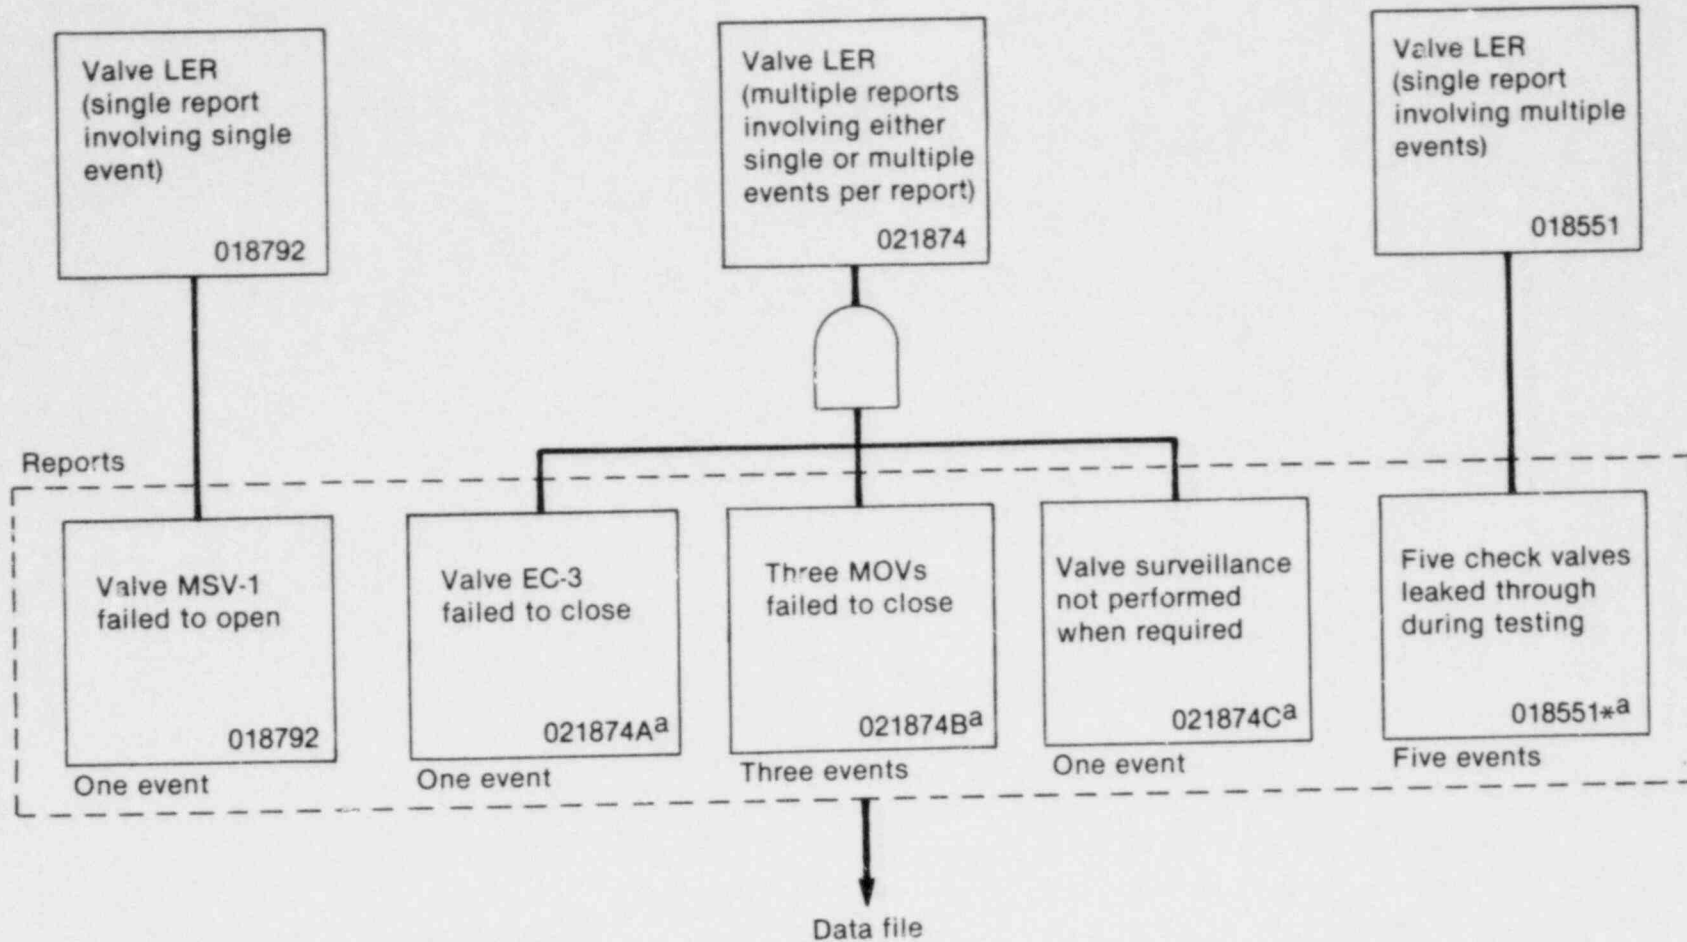 Valve LER
(single report
involving single
event)
018792
Valve LER
(multiple reports
involving either
single or multiple
events per report)
021874
Valve LER
(single report
involving multiple
events)
018551
Reports
Valve MSV-1
failed to open
018792
One event
Valve EC-3
failed to close
021874Aa
One event
Three MOVs
failed to close
021874Ba
Three events
Valve surveillance
not performed
when required
021874Ca
One event
Five check valves
leaked through
during testing
018551*a
Five events
Data file